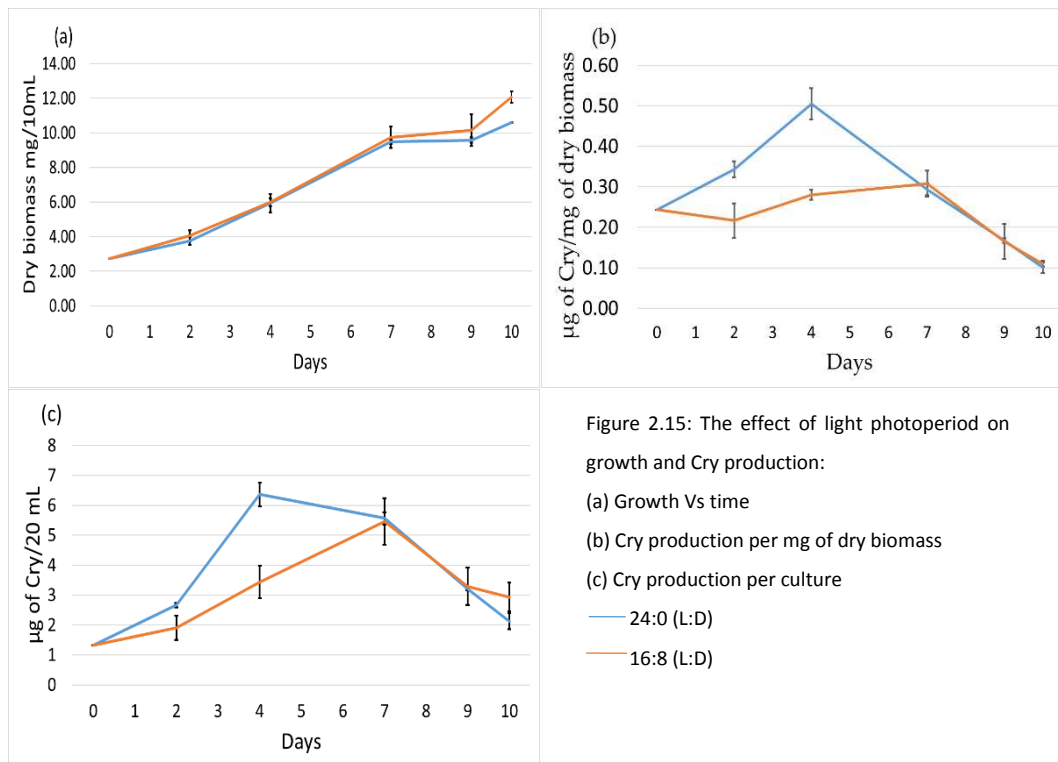 (a)
14.00
12.00
10.00
8.00
6.00
4.00
2.00
0.00
Dry biomass mg/10mL
0 1 2 3 4 5 6 7 8 9 10
Days
(b)
0.60
0.50
0.40
0.30
0.20
0.10
0.00
µg of Cry/mg of dry biomass
0 1 2 3 4 5 6 7 8 9 10
Days
(c)
8
7
6
5
4
3
2
1
0
µg of Cry/20 mL
0 1 2 3 4 5 6 7 8 9 10
Days
Figure 2.15: The effect of light photoperiod on
growth and Cry production:
(a) Growth Vs time
(b) Cry production per mg of dry biomass
(c) Cry production per culture
24:0 (L:D)
16:8 (L:D)